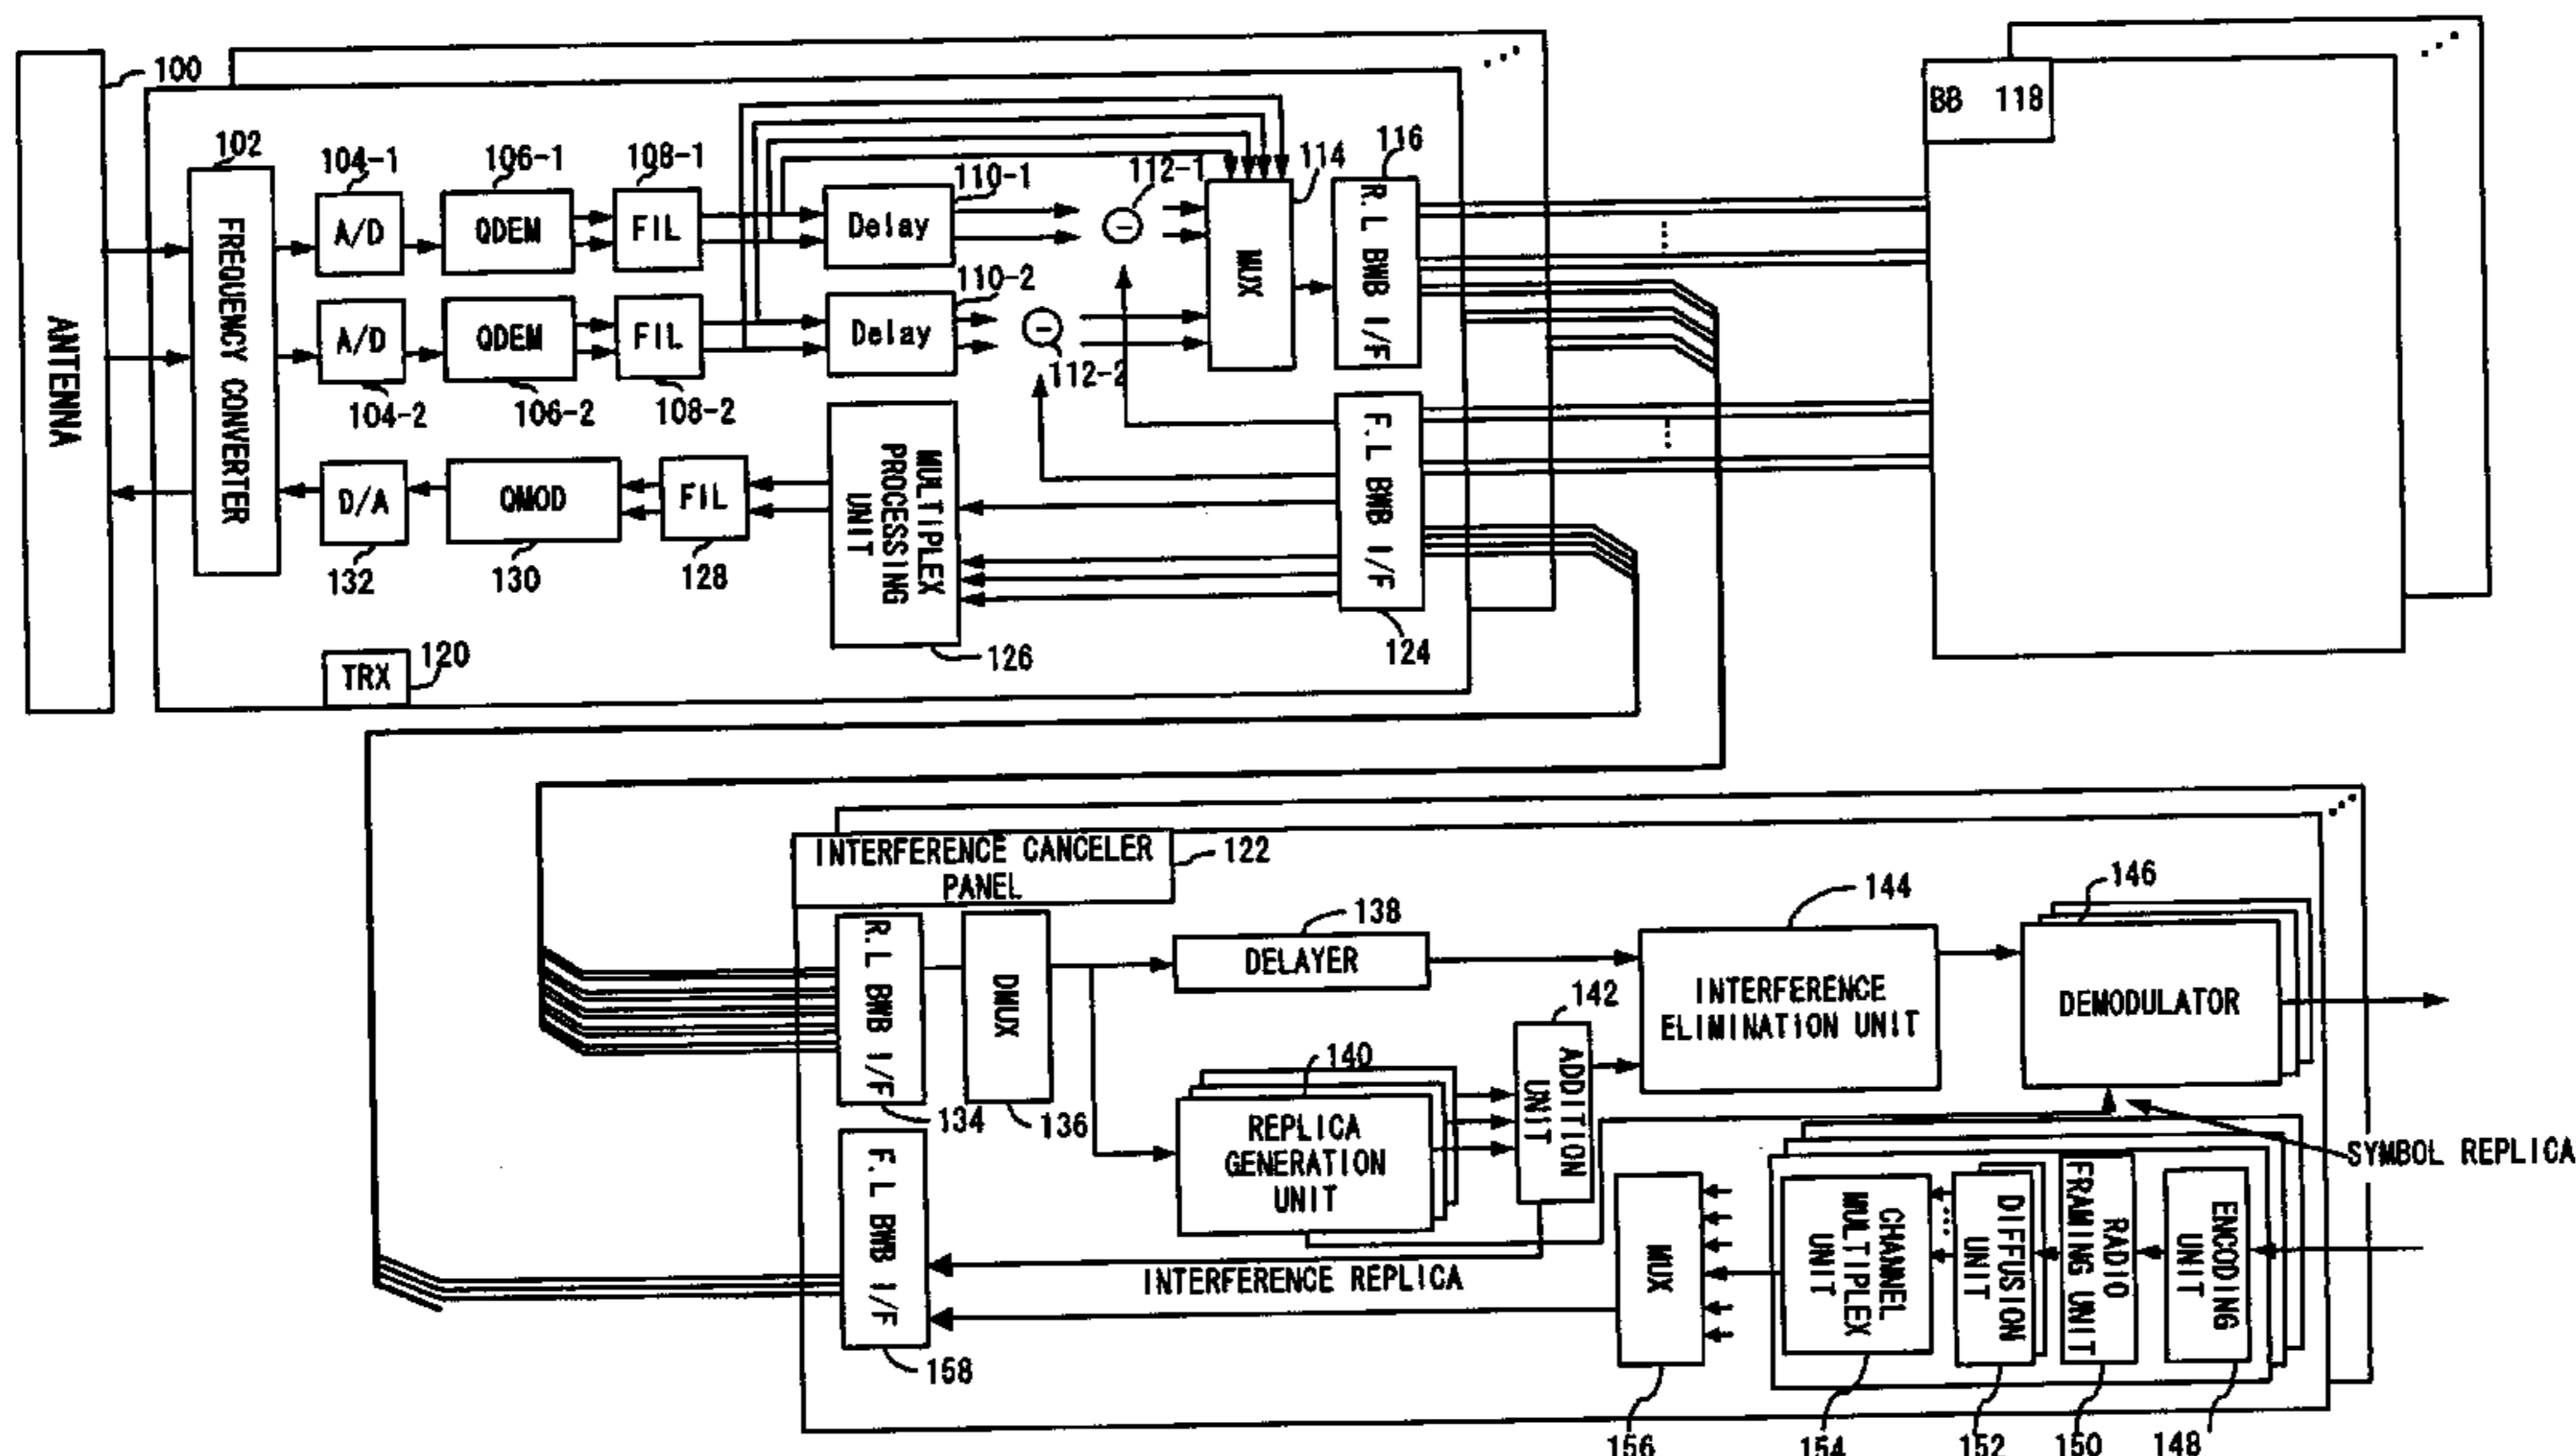 100
ANTENNA
102
FREQUENCY CONVERTER
104-1
A/D
106-1
QDEM
108-1
FIL
110-1
Delay
112-1
−
114
MUX
116
R.L BWB I/F
BB 118
104-2
A/D
106-2
QDEM
108-2
FIL
110-2
Delay
112-2
−
132
D/A
130
QMOD
128
FIL
126
MULTIPLEX
PROCESSING
UNIT
124
F.L BWB I/F
TRX
120
INTERFERENCE CANCELER
PANEL
122
R.L BWB I/F
134
DMUX
136
138
DELAYER
140
REPLICA
GENERATION
UNIT
142
ADDITION
UNIT
144
INTERFERENCE
ELIMINATION UNIT
146
DEMODULATOR
SYMBOL REPLICA
F.L BWB I/F
158
INTERFERENCE REPLICA
MUX
156
CHANNEL
MULTIPLEX
UNIT
154
DIFFUSION
UNIT
152
RADIO
FRAMING UNIT
150
ENCODING
UNIT
148